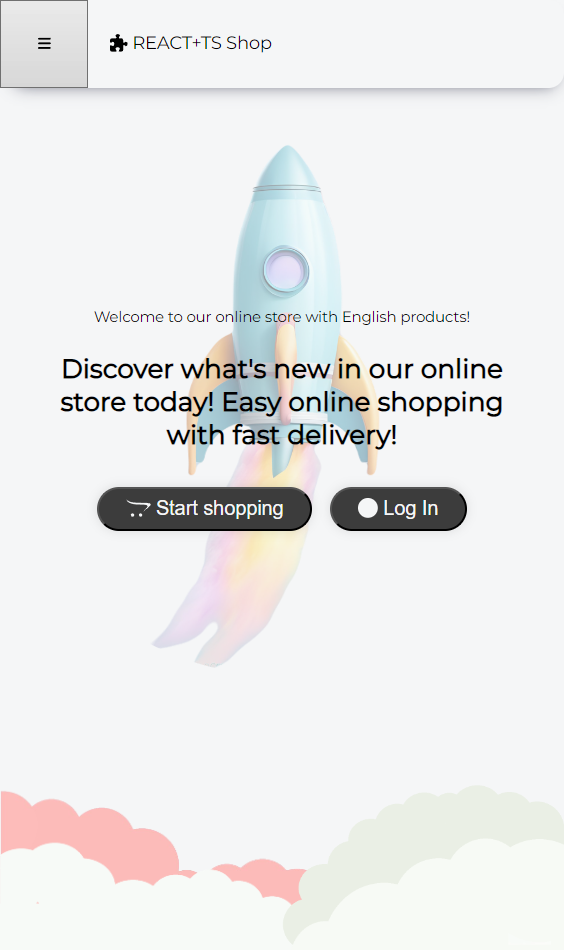 REACT+TS Shop
Welcome to our online store with English products!
Discover what's new in our online
store today! Easy online shopping
with fast delivery!
Start shopping
Log In